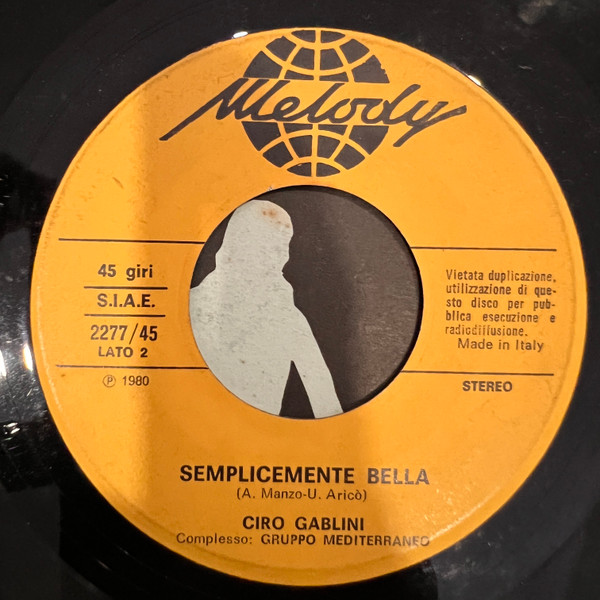 Melody
45 giri
S.I.A.E.
2277/45
LATO 2
Ⓟ 1980
Vietata duplicazione,
utilizzazione di que-
sto disco per pub-
blica esecuzione e
radiodiffusione.
Made in Italy
STEREO
SEMPLICEMENTE BELLA
(A. Manzo-U. Aricò)
CIRO GABLINI
Complesso: GRUPPO MEDITERRANEO